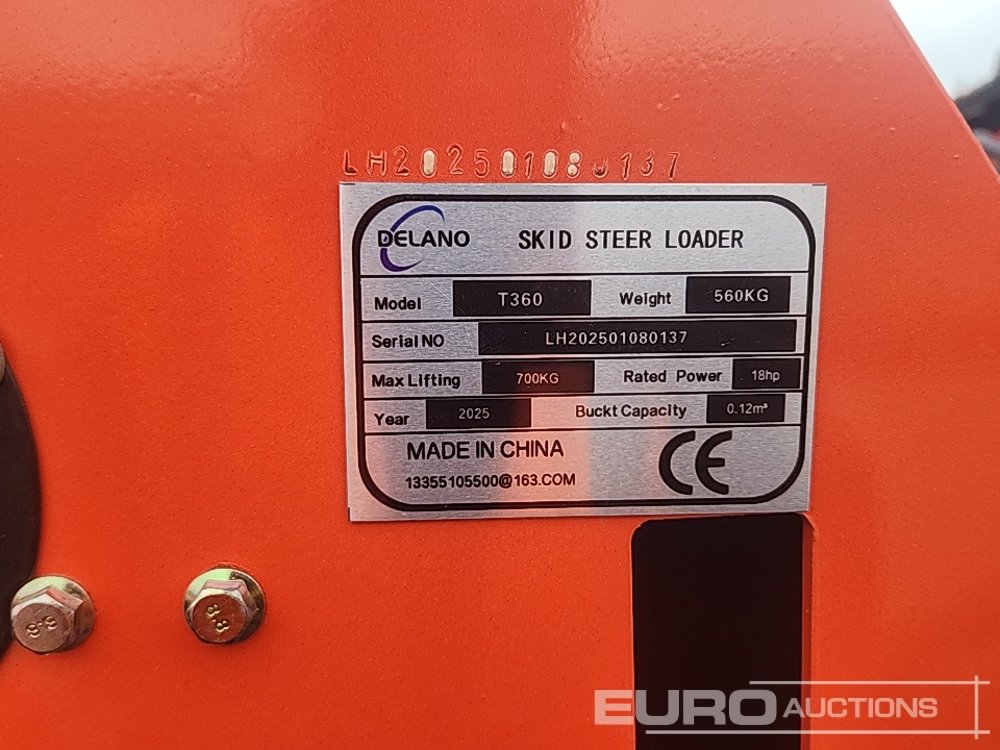 LH202501080137
DELANO SKID STEER LOADER
Model T360 Weight 560KG
Serial NO LH202501080137
Max Lifting 700KG Rated Power 18hp
Year 2025 Buckt Capacity 0.12m³
MADE IN CHINA
13355105500@163.COM CE
8.8 8.8
EURO AUCTIONS